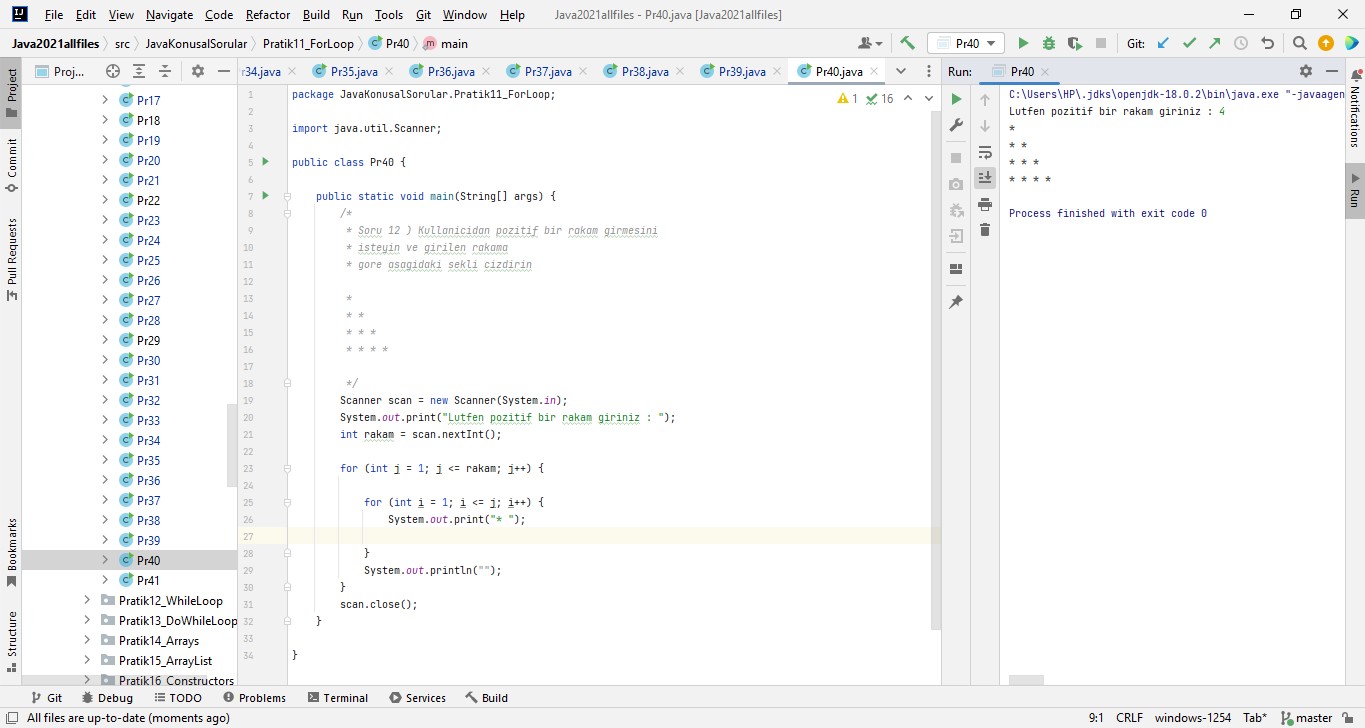 File Edit View Navigate Code Refactor Build Run Tools Git Window Help Java2021allfiles - Pr40.java [Java2021allfiles]
Java2021allfiles src JavaKonusalSorular Pratik11_ForLoop Pr40 main Pr40 Git:
Proj... r34.java Pr35.java Pr36.java Pr37.java Pr38.java Pr39.java Pr40.java Run: Pr40
Project
Commit
Pull Requests
Bookmarks
Structure
Pr17
Pr18
Pr19
Pr20
Pr21
Pr22
Pr23
Pr24
Pr25
Pr26
Pr27
Pr28
Pr29
Pr30
Pr31
Pr32
Pr33
Pr34
Pr35
Pr36
Pr37
Pr38
Pr39
Pr40
Pr41
Pratik12_WhileLoop
Pratik13_DoWhileLoop
Pratik14_Arrays
Pratik15_ArrayList
Pratik16_Constructors
1 package JavaKonusalSorular.Pratik11_ForLoop;
2
3 import java.util.Scanner;
4
5 public class Pr40 {
6
7 public static void main(String[] args) {
8 /*
9 * Soru 12 ) Kullanicidan pozitif bir rakam girmesini
10 * isteyin ve girilen rakama
11 * gore asagidaki sekli cizdirin
12
13 *
14 * *
15 * * *
16 * * * *
17
18 */
19 Scanner scan = new Scanner(System.in);
20 System.out.print("Lutfen pozitif bir rakam giriniz : ");
21 int rakam = scan.nextInt();
22
23 for (int j = 1; j <= rakam; j++) {
24
25 for (int i = 1; i <= j; i++) {
26 System.out.print("* ");
27
28 }
29 System.out.println("");
30 }
31 scan.close();
32 }
33
34 }
1 16
C:\Users\HP\.jdks\openjdk-18.0.2\bin\java.exe "-javaagen
Lutfen pozitif bir rakam giriniz : 4
*
* *
* * *
* * * *
Process finished with exit code 0
Notifications
Run
Git Debug TODO Problems Terminal Services Build
All files are up-to-date (moments ago) 9:1 CRLF windows-1254 Tab* master